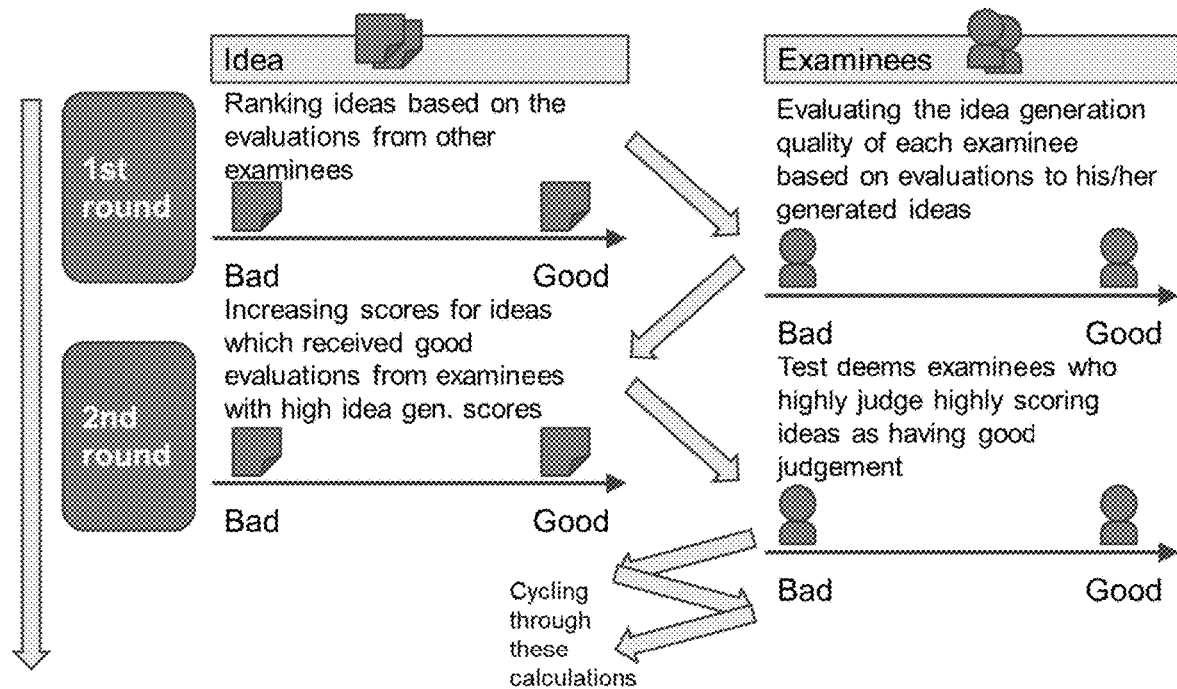 Idea
Examinees
1st
round
Ranking ideas based on the
evaluations from other
examinees
Bad
Good
Evaluating the idea generation
quality of each examinee
based on evaluations to his/her
generated ideas
Bad
Good
2nd
round
Increasing scores for ideas
which received good
evaluations from examinees
with high idea gen. scores
Bad
Good
Test deems examinees who
highly judge highly scoring
ideas as having good
judgement
Bad
Good
Cycling
through
these
calculations